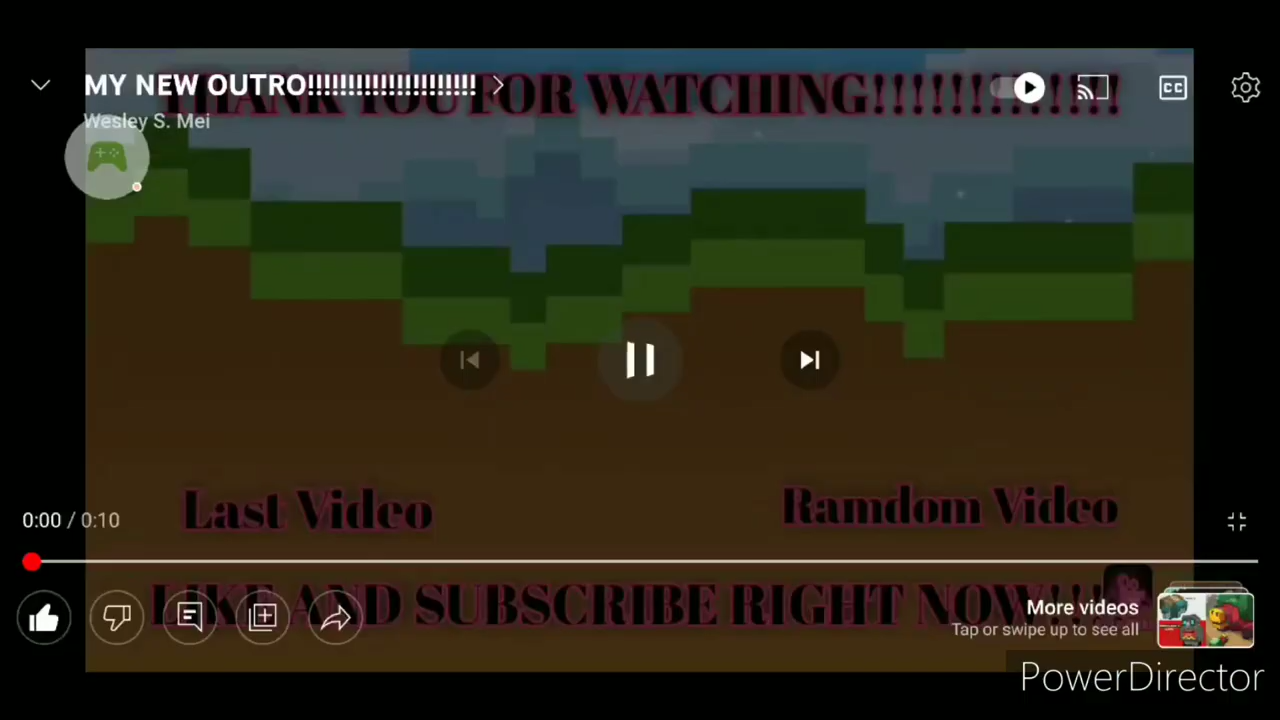 MY NEW OUTRO!!!!!!!!!!!!!!!!!!!!!
THANK YOU FOR WATCHING!!!!!!!!!!!!!
Wesley S. Mei
CC
Last Video
Ramdom Video
0:00 / 0:10
LIKE AND SUBSCRIBE RIGHT NOW!!!
More videos
Tap or swipe up to see all
PowerDirector